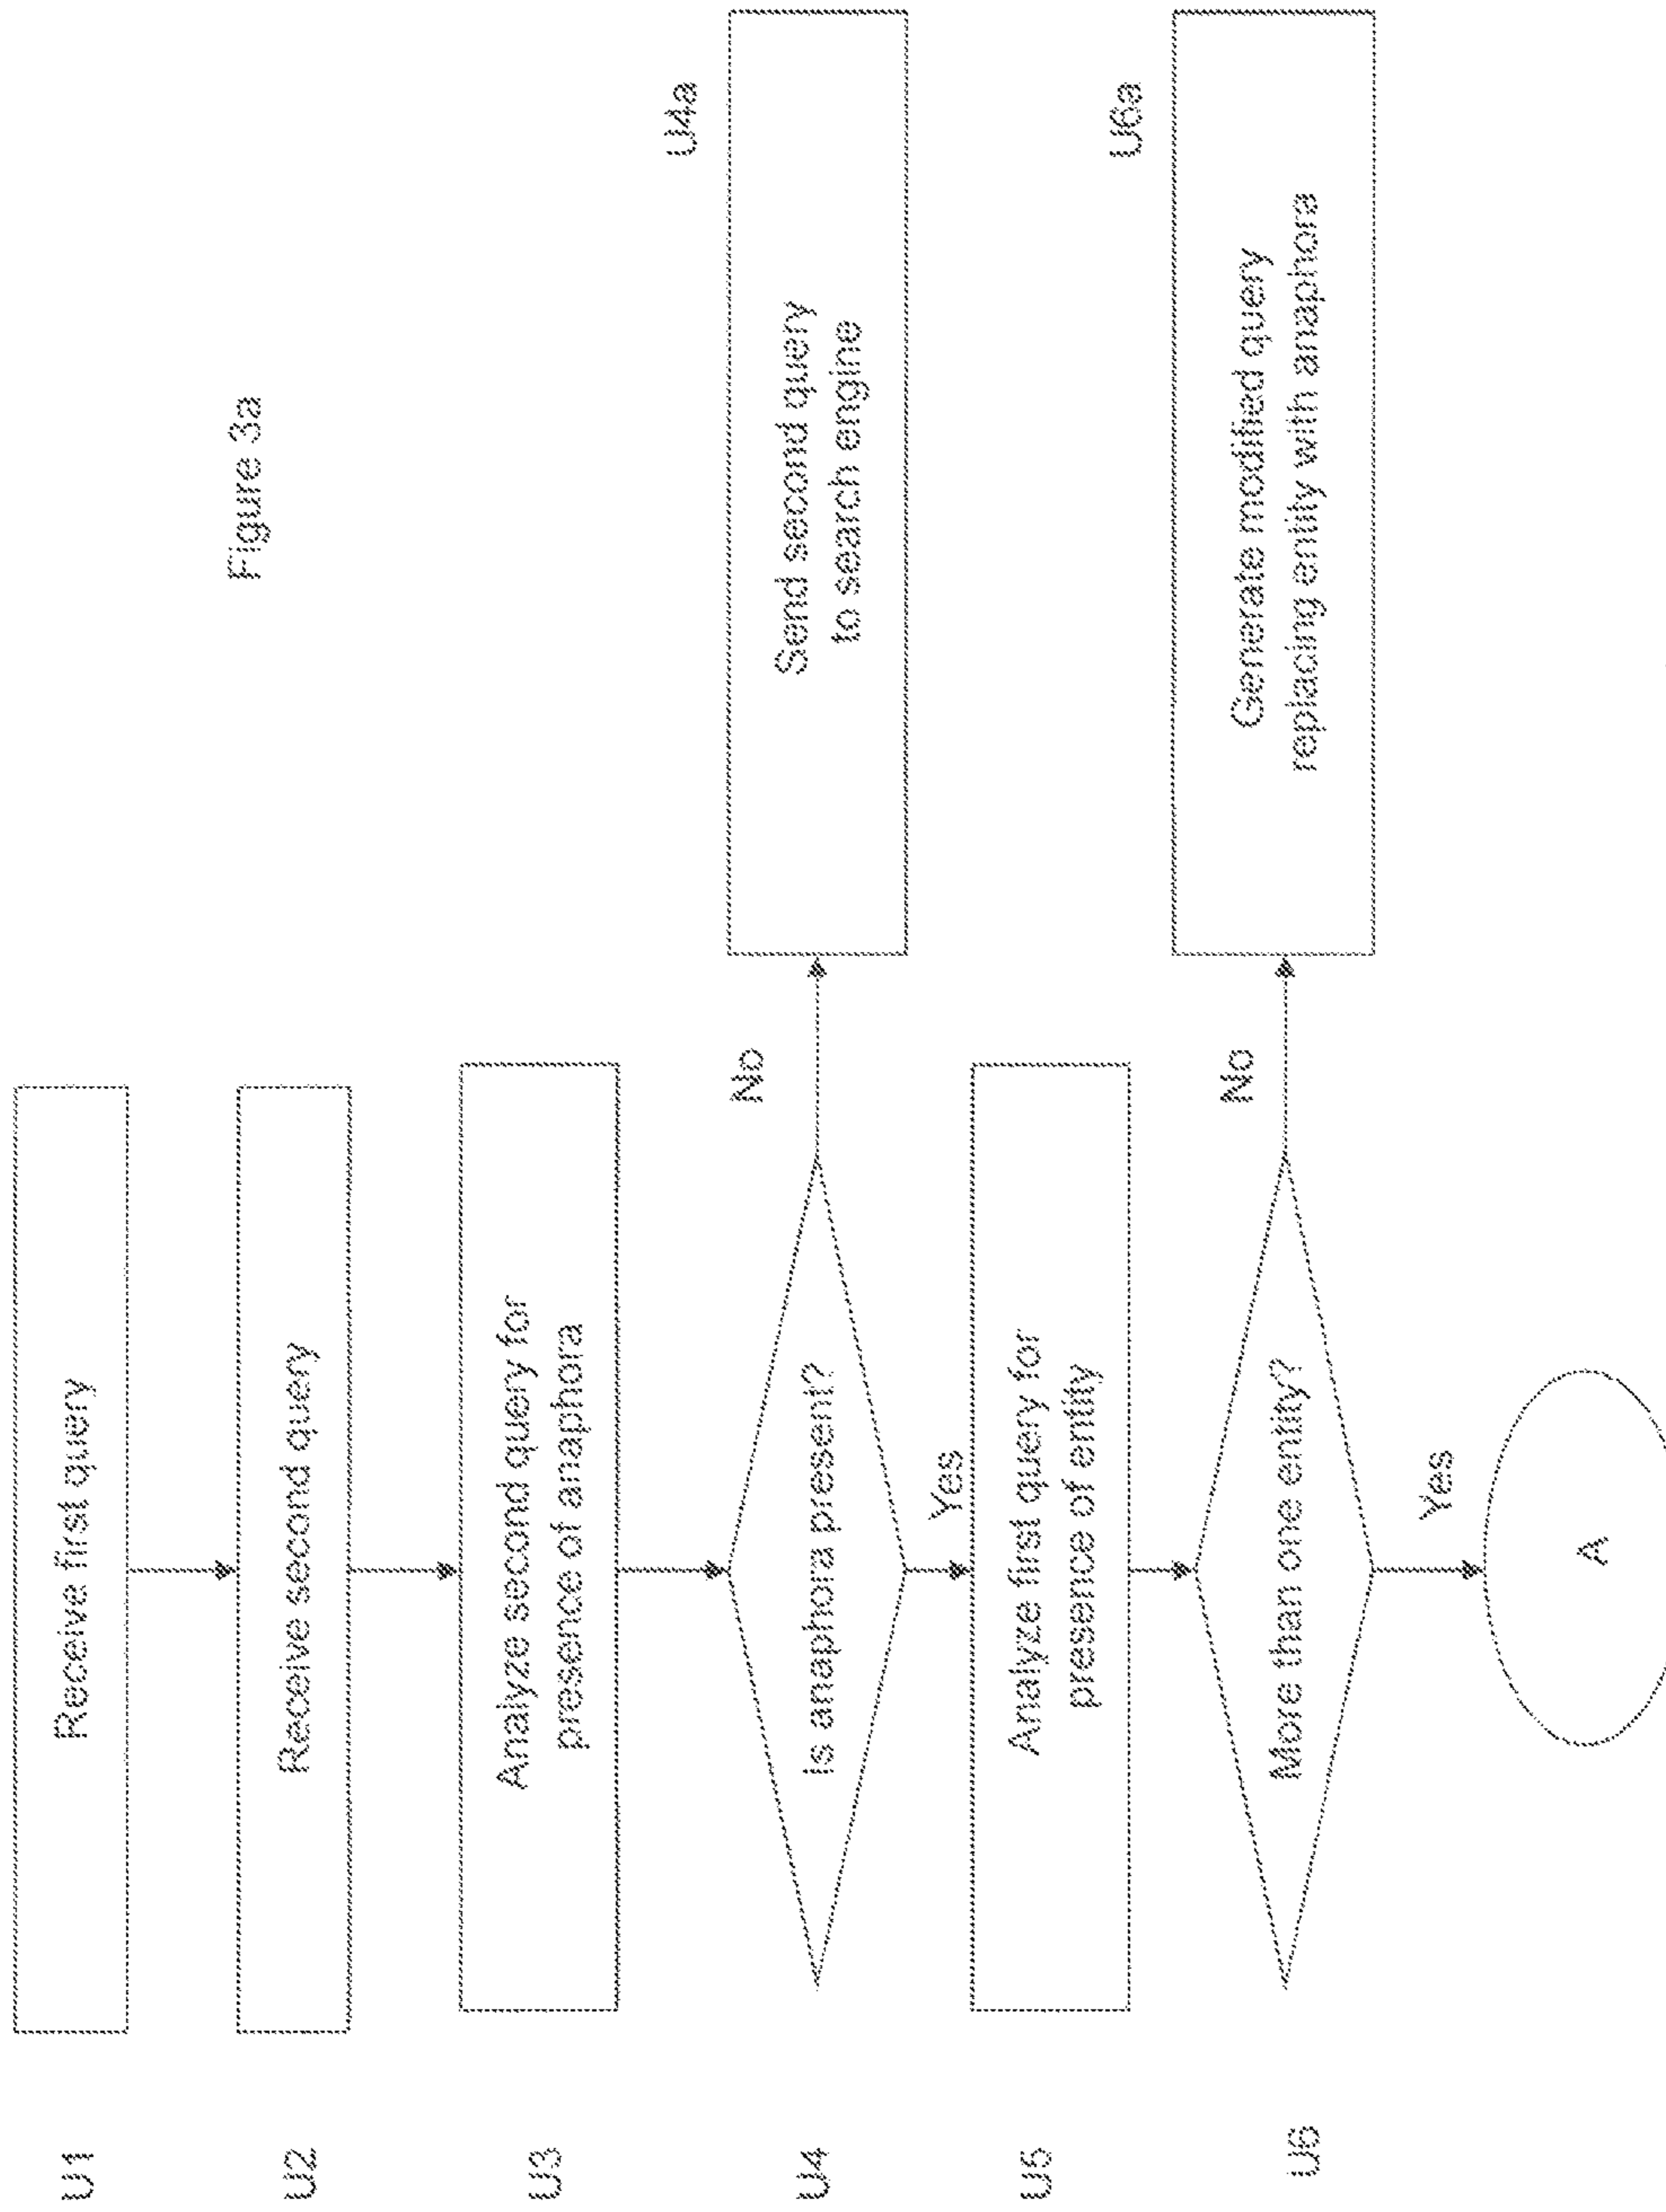 Figure 3a
U1
Receive first query
U2
Receive second query
U3
Analyze second query for
presence of anaphora
U4
Is anaphora present?
No
U4a
Send second query
to search engine
Yes
U5
Analyze first query for
presence of entity
U6
More than one entity?
No
U6a
Generate modified query
replacing entity with anaphora
Yes
A